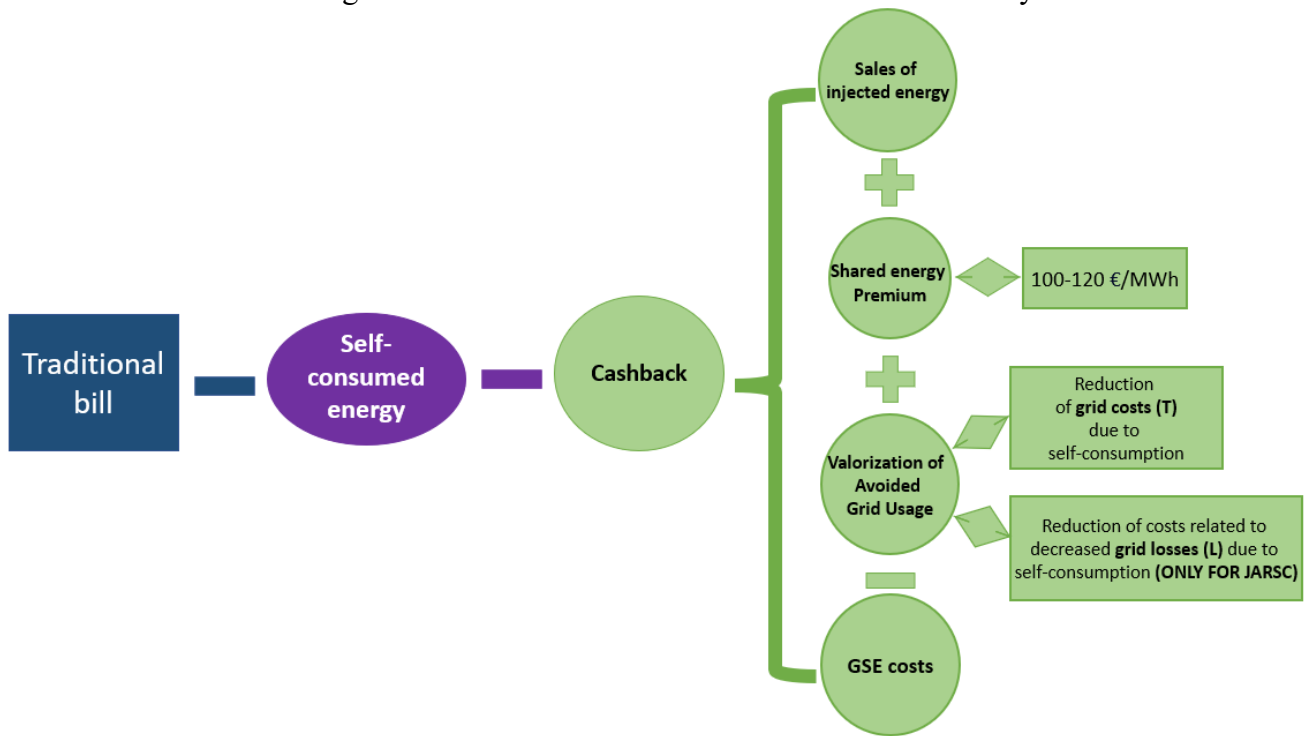 Sales of
injected energy
Shared energy
Premium
100-120 €/MWh
Traditional
bill
Self-
consumed
energy
Cashback
Reduction
of grid costs (T)
due to
self-consumption
Valorization of
Avoided
Grid Usage
Reduction of costs related to
decreased grid losses (L) due to
self-consumption (ONLY FOR JARSC)
GSE costs